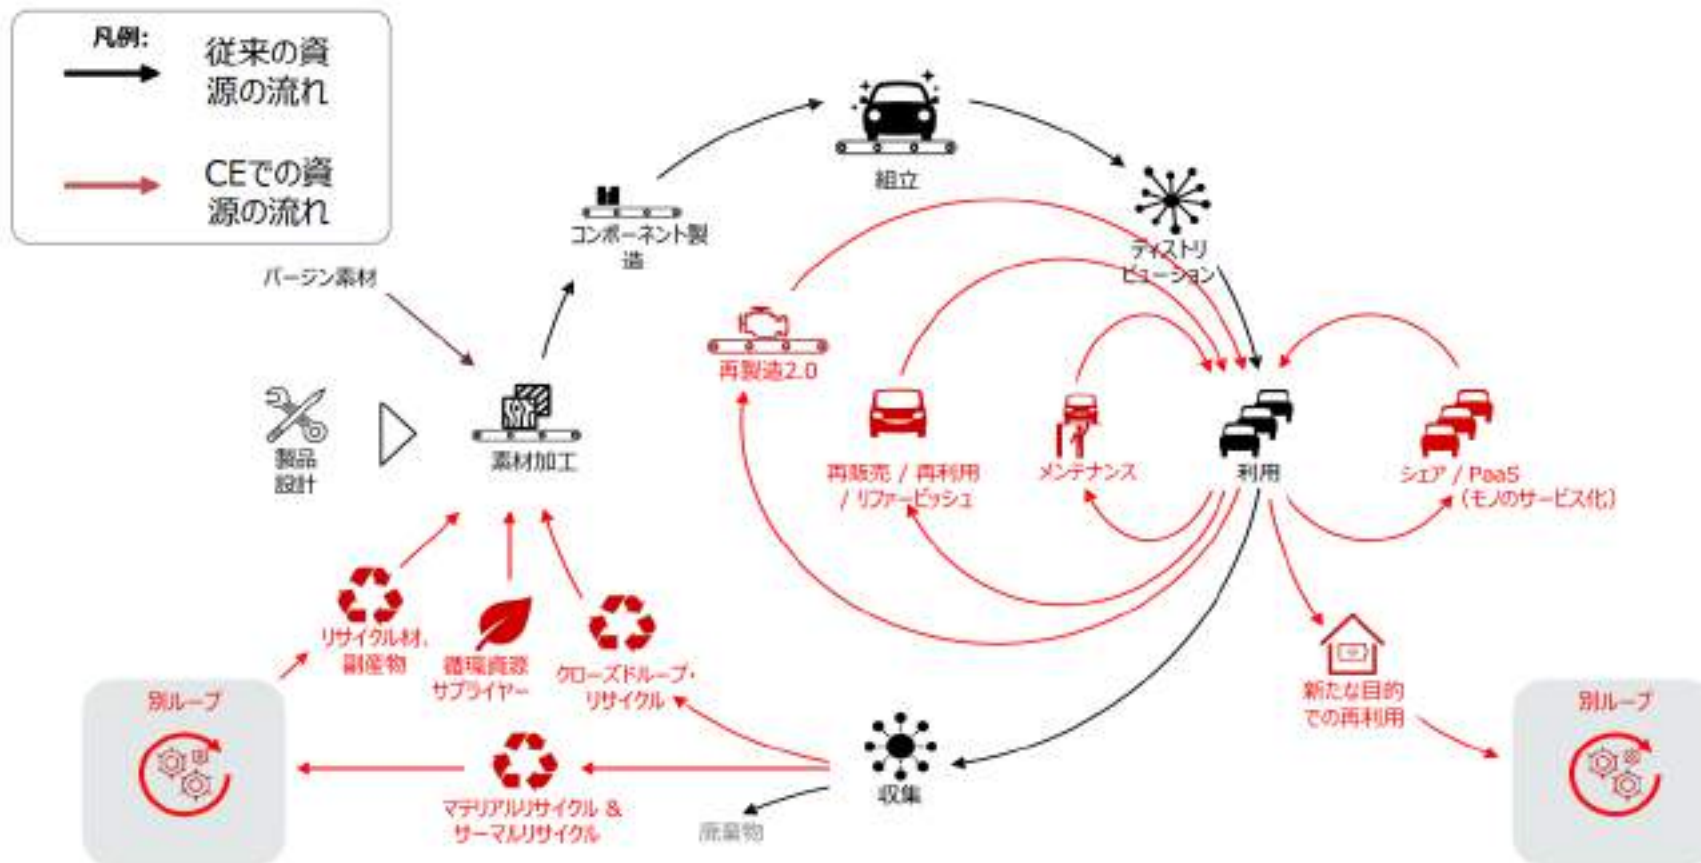 凡例:
従来の資
源の流れ
CEでの資
源の流れ
組立
コンポーネント製
造
ディストリ
ビューション
バージン素材
再製造2.0
製品
設計
素材加工
再販売 / 再利用
/ リファービッシュ
メンテナンス
利用
シェア / PaaS
（モノのサービス化）
リサイクル材、
副産物
循環資源
サプライヤー
クローズドループ・
リサイクル
新たな目的
での再利用
別ループ
別ループ
収集
マテリアルリサイクル &
サーマルリサイクル
廃棄物